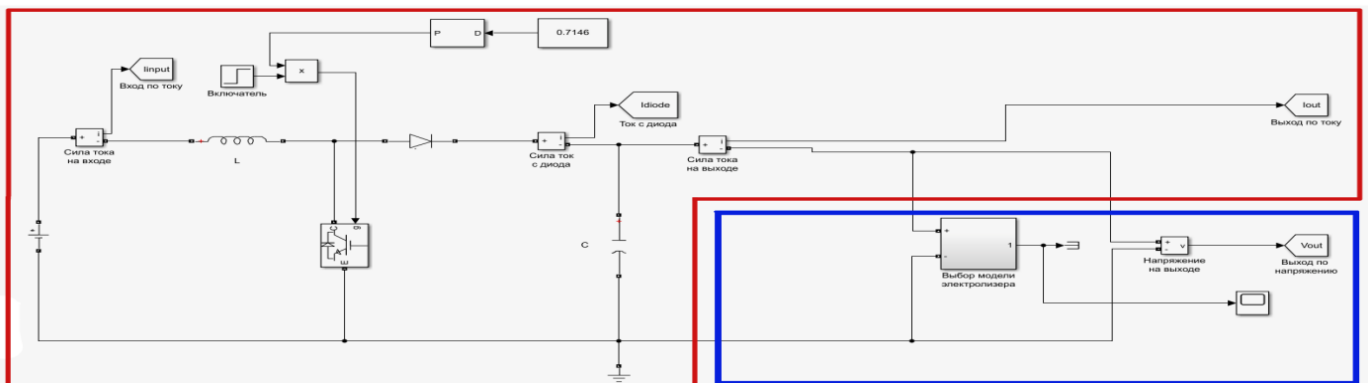 P D
0.7146
Iinput
Вход по току
Включатель
x
Idiode
Ток с диода
Iout
Выход по току
+ i -
Сила тока
на входе
+
L
+ i -
Сила ток
с диода
+ i -
Сила тока
на выходе
+
C
g C E
+
+
-
1
Выбор модели
электролизера
+ v -
Напряжение
на выходе
Vout
Выход по
напряжению